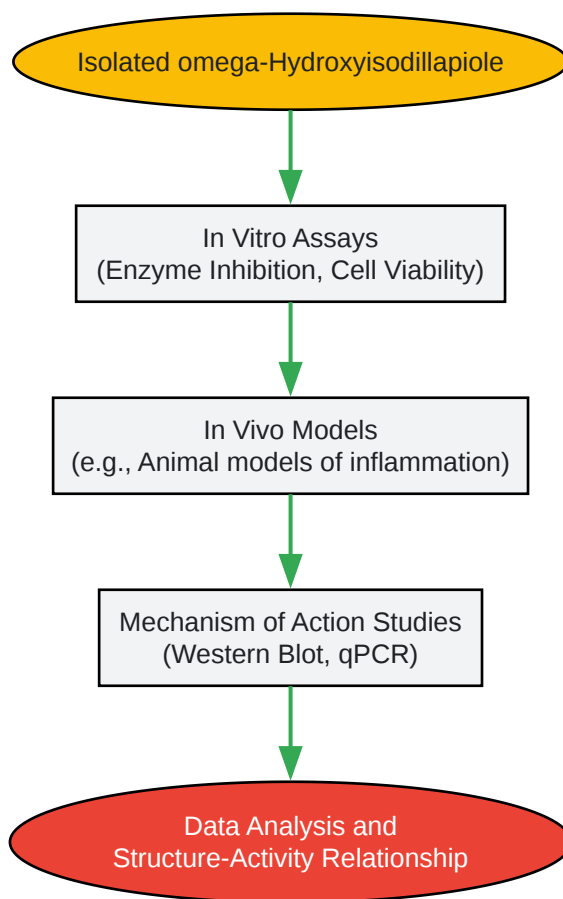 Isolated omega-Hydroxyisodillapiole
In Vitro Assays
(Enzyme Inhibition, Cell Viability)
In Vivo Models
(e.g., Animal models of inflammation)
Mechanism of Action Studies
(Western Blot, qPCR)
Data Analysis and
Structure-Activity Relationship